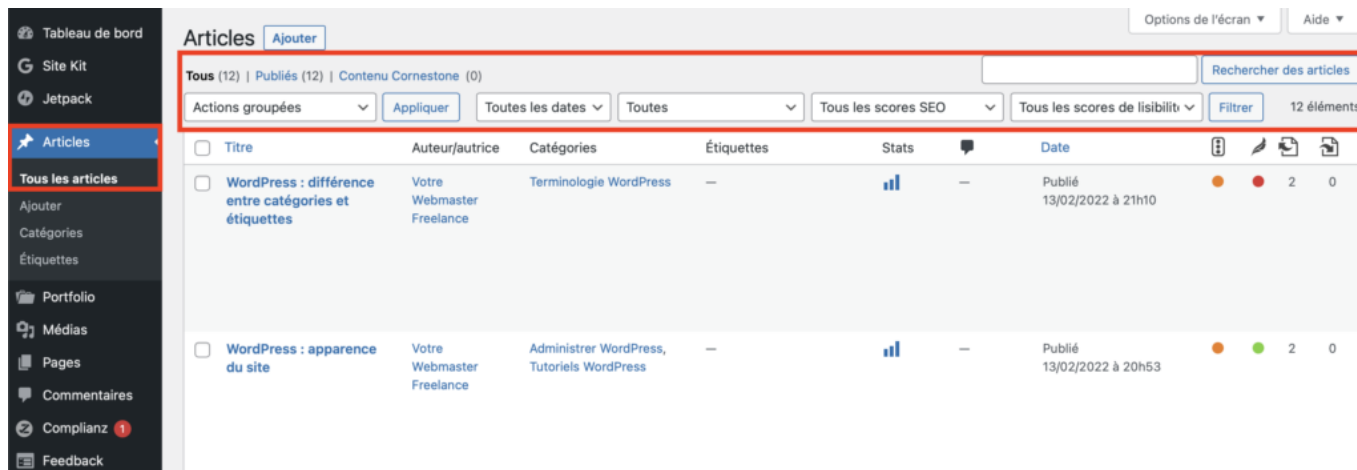 Options de l'écran
Aide
Tableau de bord
Site Kit
Jetpack
Articles
Tous les articles
Ajouter
Catégories
Étiquettes
Portfolio
Médias
Pages
Commentaires
Complianz 1
Feedback
Articles Ajouter
Tous (12) | Publiés (12) | Contenu Cornestone (0)
Rechercher des articles
Actions groupées Appliquer Toutes les dates Toutes Tous les scores SEO Tous les scores de lisibilit Filtrer 12 éléments
Titre Auteur/autrice Catégories Étiquettes Stats Date
WordPress : différence
entre catégories et
étiquettes
Votre
Webmaster
Freelance
Terminologie WordPress
—
—
Publié
13/02/2022 à 21h10
2 0
WordPress : apparence
du site
Votre
Webmaster
Freelance
Administrer WordPress,
Tutoriels WordPress
—
—
Publié
13/02/2022 à 20h53
2 0